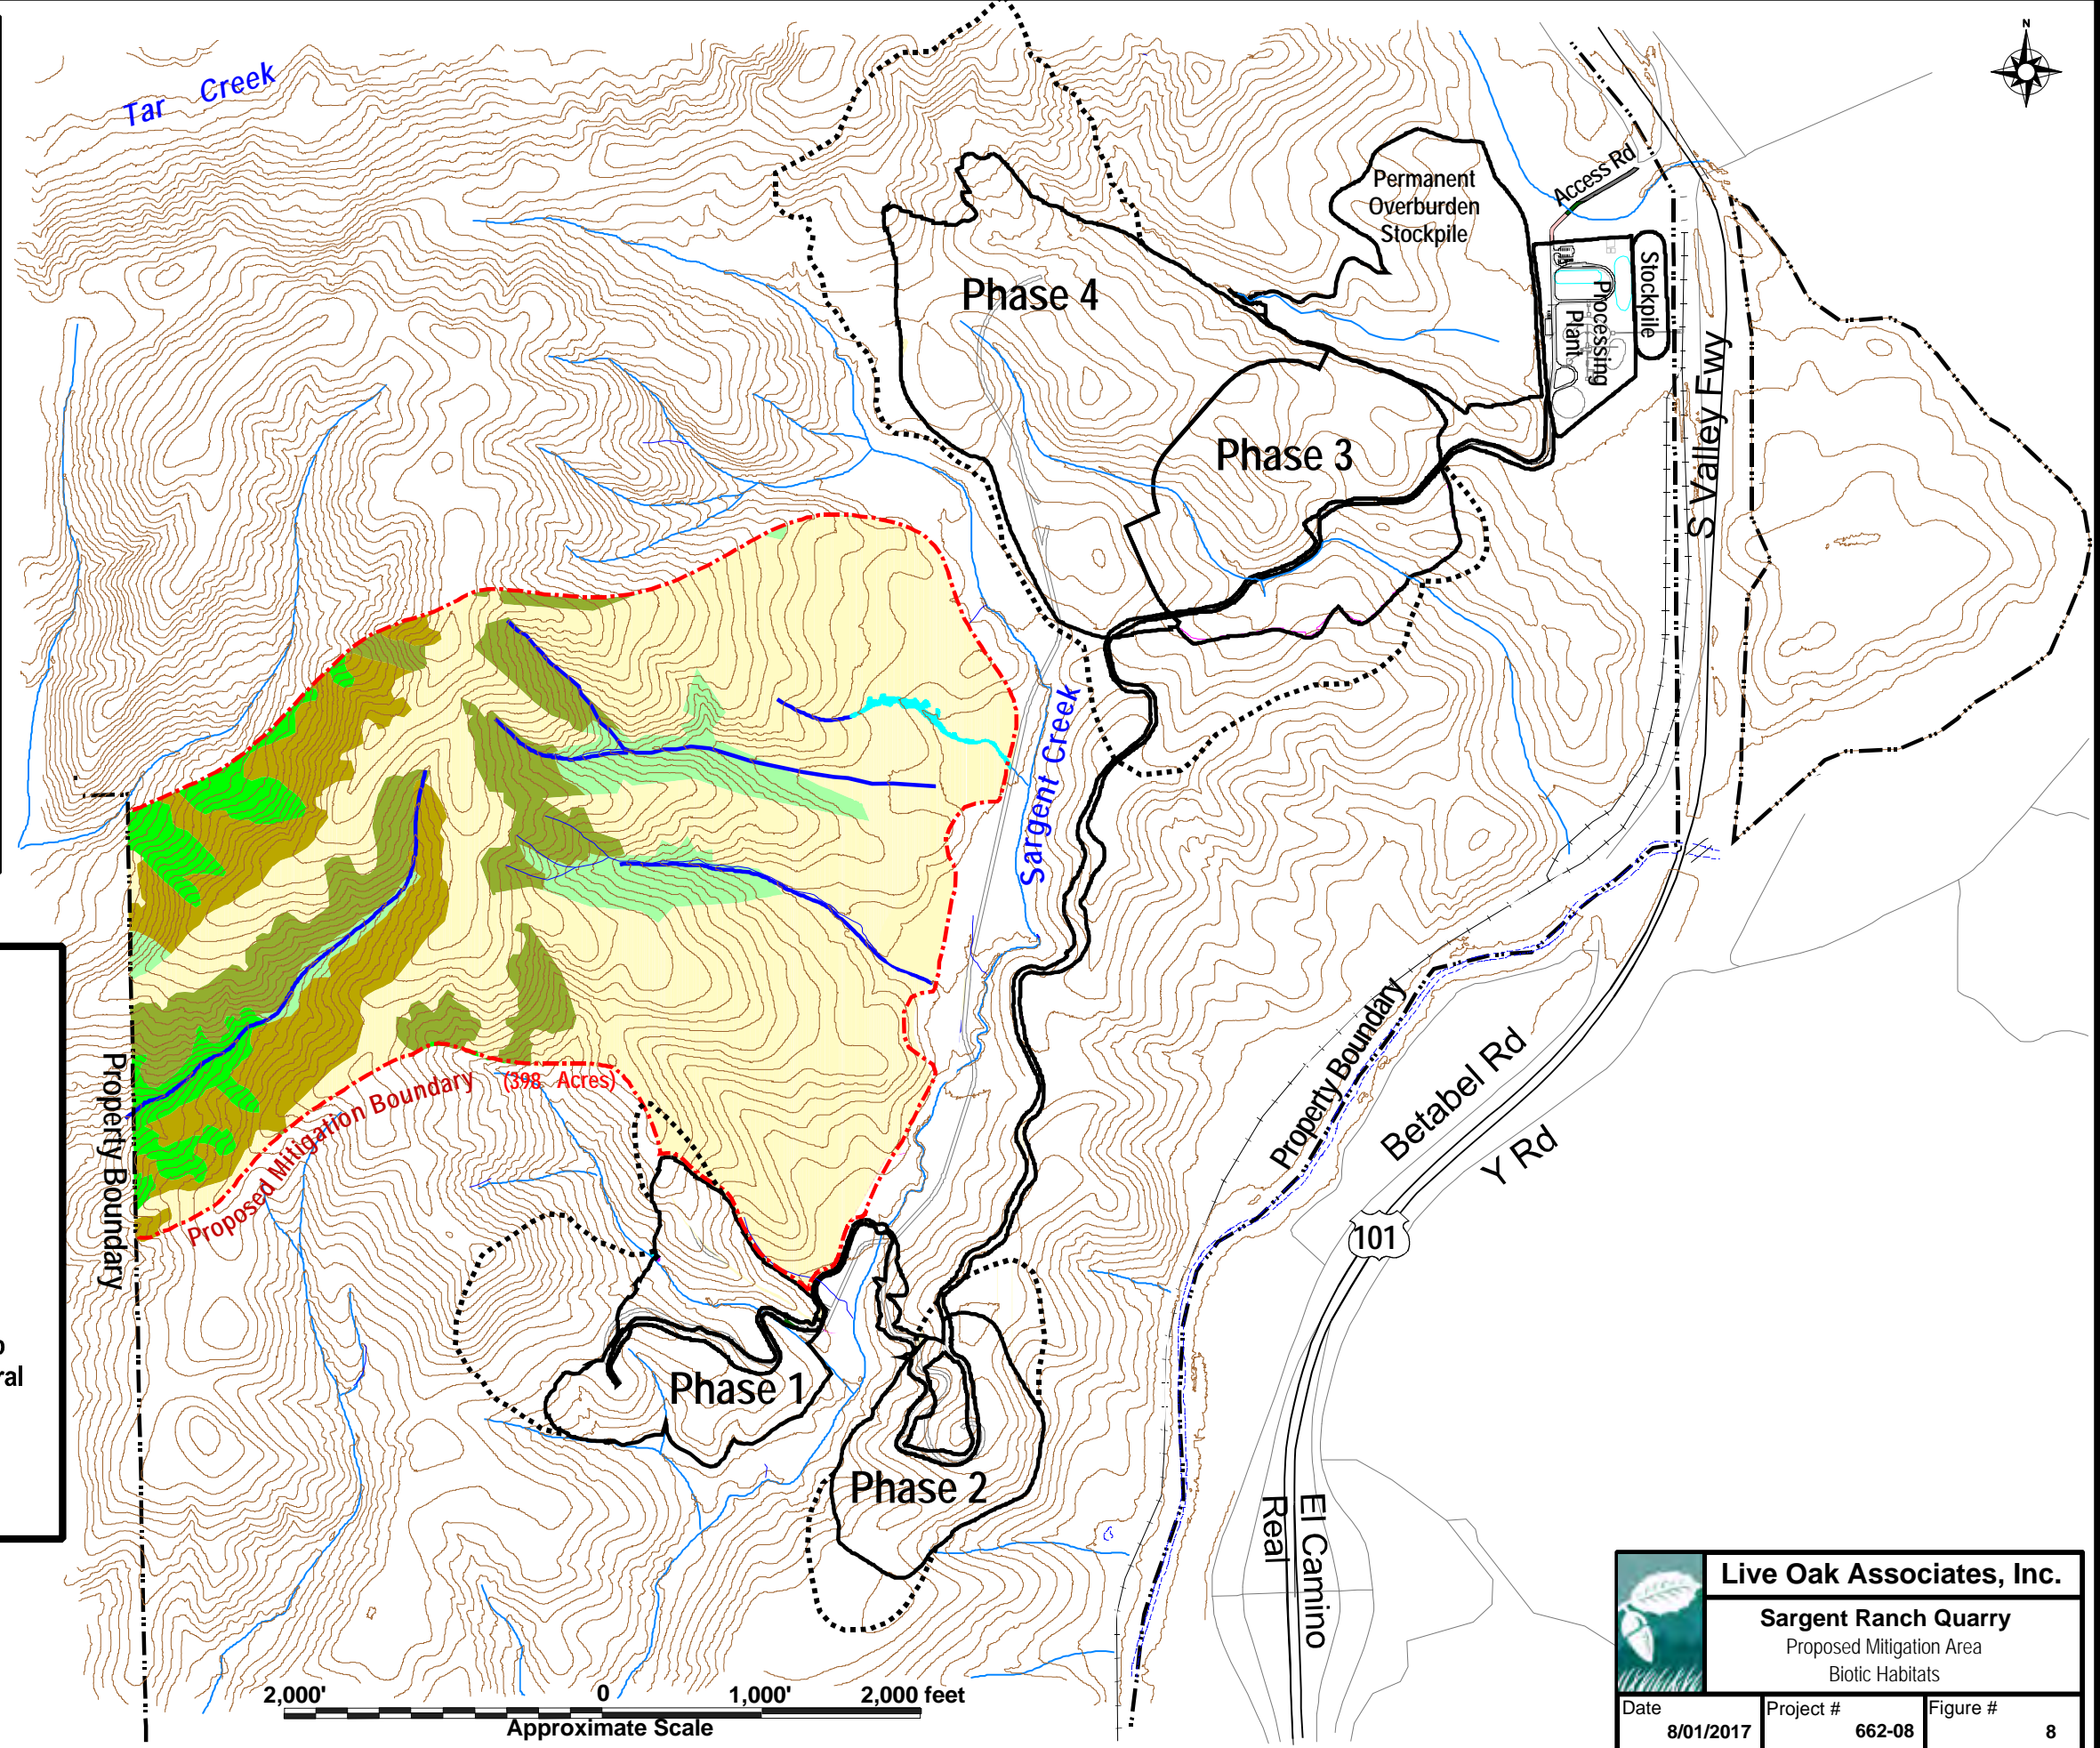 N
Tar Creek
Permanent
Overburden
Stockpile
Access Rd
Stockpile
Processing
Plant
Phase 4
Phase 3
S Valley Fwy
Sargent Creek
Property Boundary
Proposed Mitigation Boundary (398 Acres)
Property Boundary
Betabel Rd
Y Rd
101
ral
Phase 1
Phase 2
El Camino
Real
2,000' 0 1,000' 2,000 feet
Approximate Scale
Live Oak Associates, Inc.
Sargent Ranch Quarry
Proposed Mitigation Area
Biotic Habitats
Date
8/01/2017
Project #
662-08
Figure #
8